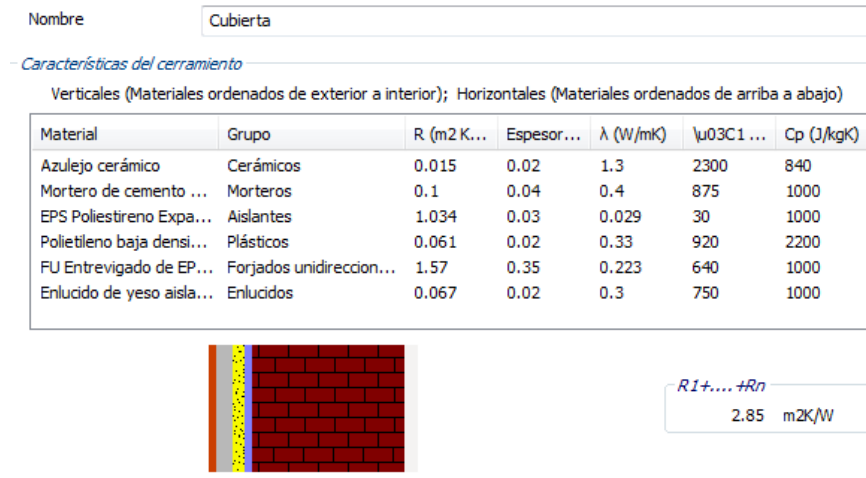 Nombre Cubierta
Características del cerramiento
Verticales (Materiales ordenados de exterior a interior); Horizontales (Materiales ordenados de arriba a abajo)
Material Grupo R (m2 K... Espesor... λ (W/mK) \u03C1 ... Cp (J/kgK)
Azulejo cerámico Cerámicos 0.015 0.02 1.3 2300 840
Mortero de cemento ... Morteros 0.1 0.04 0.4 875 1000
EPS Poliestireno Expa... Aislantes 1.034 0.03 0.029 30 1000
Polietileno baja densi... Plásticos 0.061 0.02 0.33 920 2200
FU Entrevigado de EP... Forjados unidireccion... 1.57 0.35 0.223 640 1000
Enlucido de yeso aisla... Enlucidos 0.067 0.02 0.3 750 1000
R1+....+Rn
2.85 m2K/W